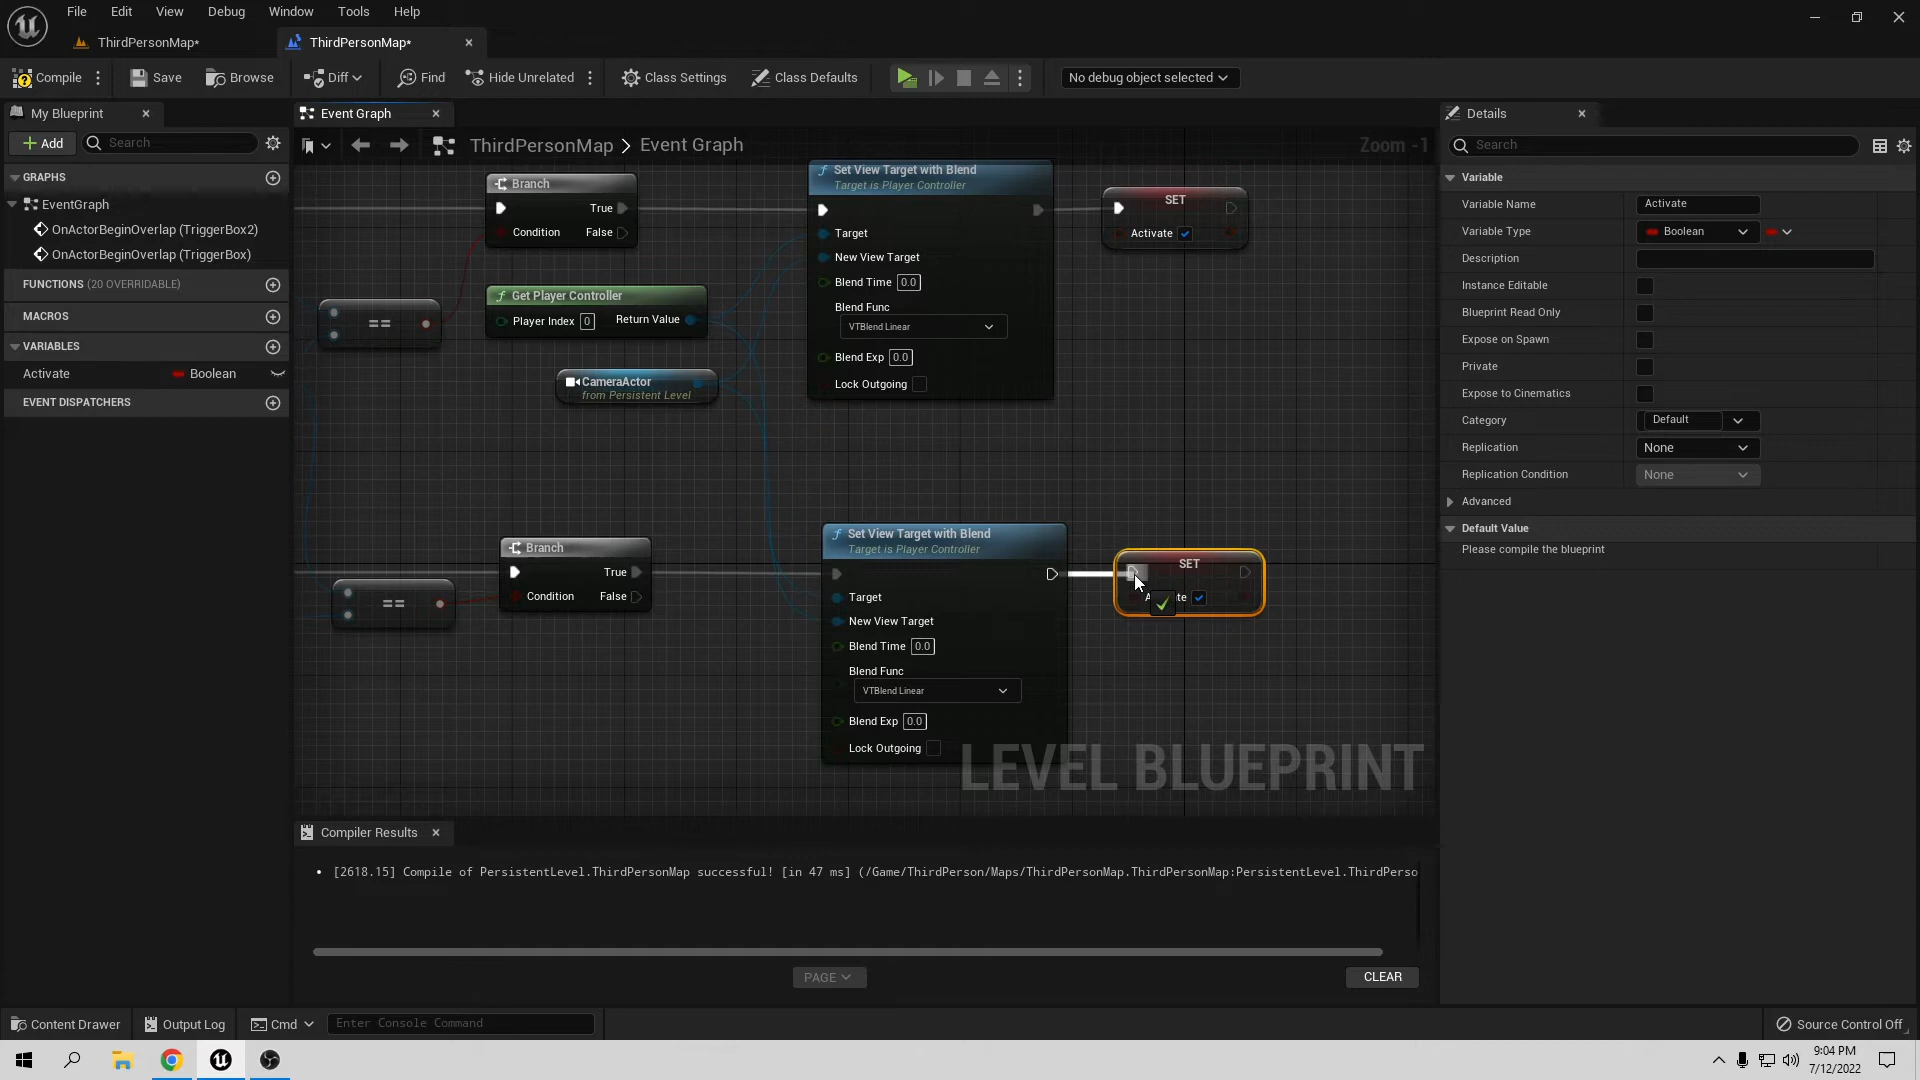 File Edit View Debug Window Tools Help
ThirdPersonMap*
ThirdPersonMap*
Compile
Save
Browse
Diff
Find
Hide Unrelated
Class Settings
Class Defaults
No debug object selected
My Blueprint
Add
Search
GRAPHS
EventGraph
OnActorBeginOverlap (TriggerBox2)
OnActorBeginOverlap (TriggerBox)
FUNCTIONS (20 OVERRIDABLE)
MACROS
VARIABLES
Activate Boolean
EVENT DISPATCHERS
Event Graph
ThirdPersonMap > Event Graph
Zoom -1
Branch
True
Condition False
Get Player Controller
Player Index 0 Return Value
CameraActor
from Persistent Level
==
Set View Target with Blend
Target is Player Controller
Target
New View Target
Blend Time 0.0
Blend Func
VTBlend Linear
Blend Exp 0.0
Lock Outgoing
SET
Activate
Branch
True
Condition False
==
Set View Target with Blend
Target is Player Controller
Target
New View Target
Blend Time 0.0
Blend Func
VTBlend Linear
Blend Exp 0.0
Lock Outgoing
SET
LEVEL BLUEPRINT
Compiler Results
[2618.15] Compile of PersistentLevel.ThirdPersonMap successful! [in 47 ms] (/Game/ThirdPerson/Maps/ThirdPersonMap.ThirdPersonMap:PersistentLevel.ThirdPerso
PAGE
CLEAR
Details
Search
Variable
Variable Name Activate
Variable Type Boolean
Description
Instance Editable
Blueprint Read Only
Expose on Spawn
Private
Expose to Cinematics
Category Default
Replication None
Replication Condition None
Advanced
Default Value
Please compile the blueprint
Content Drawer
Output Log
Cmd
Enter Console Command
Source Control Off
9:04 PM
7/12/2022